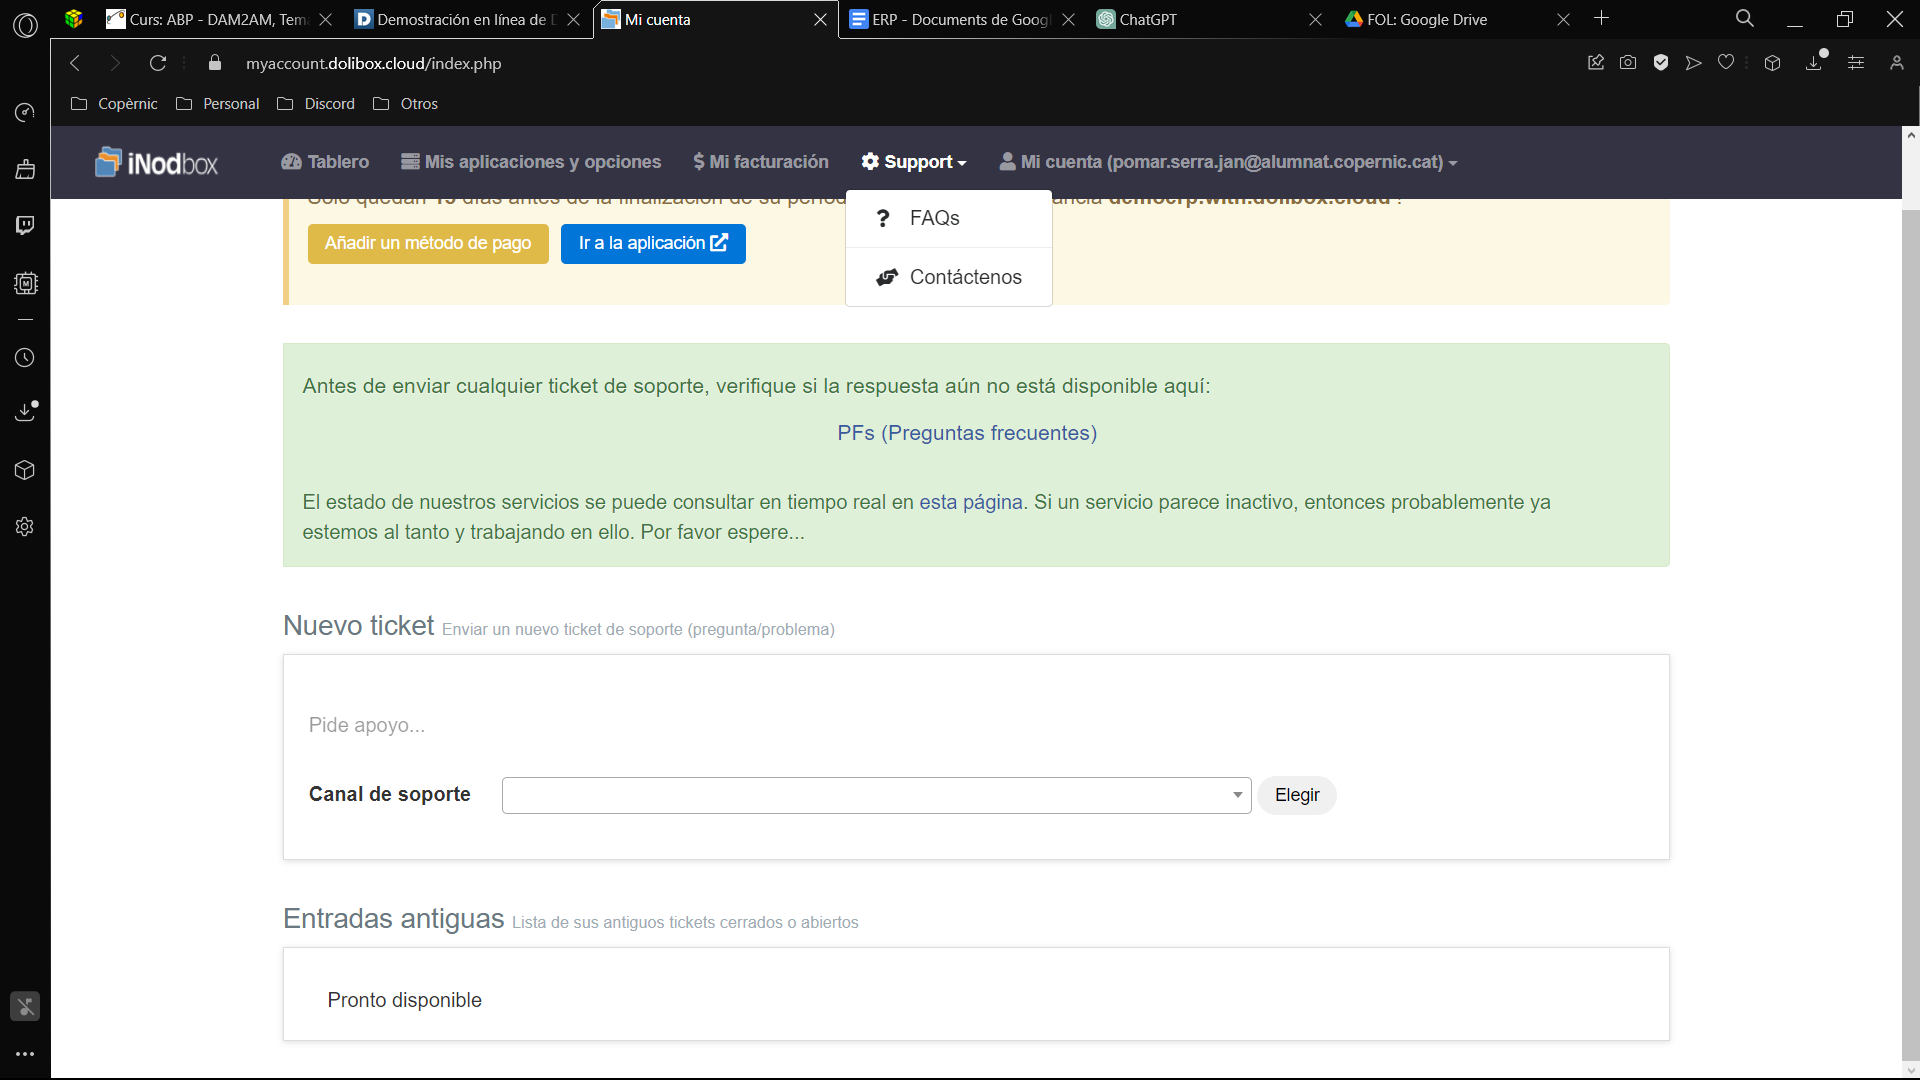 Curs: ABP - DAM2AM, Tem
Demostración en línea de D
Mi cuenta
ERP - Documents de Googl
ChatGPT
FOL: Google Drive
myaccount.dolibox.cloud/index.php
Copèrnic
Personal
Discord
Otros
iNodbox
Tablero
Mis aplicaciones y opciones
$ Mi facturación
Support
Mi cuenta (pomar.serra.jan@alumnat.copernic.cat)
Solo quedan 15 días antes de la finalización de su period
ancia democrp.with.dolibox.cloud !
FAQs
Añadir un método de pago
Ir a la aplicación
Contáctenos
Antes de enviar cualquier ticket de soporte, verifique si la respuesta aún no está disponible aquí:
PFs (Preguntas frecuentes)
El estado de nuestros servicios se puede consultar en tiempo real en esta página. Si un servicio parece inactivo, entonces probablemente ya
estemos al tanto y trabajando en ello. Por favor espere...
Nuevo ticket Enviar un nuevo ticket de soporte (pregunta/problema)
Pide apoyo...
Canal de soporte
Elegir
Entradas antiguas Lista de sus antiguos tickets cerrados o abiertos
Pronto disponible